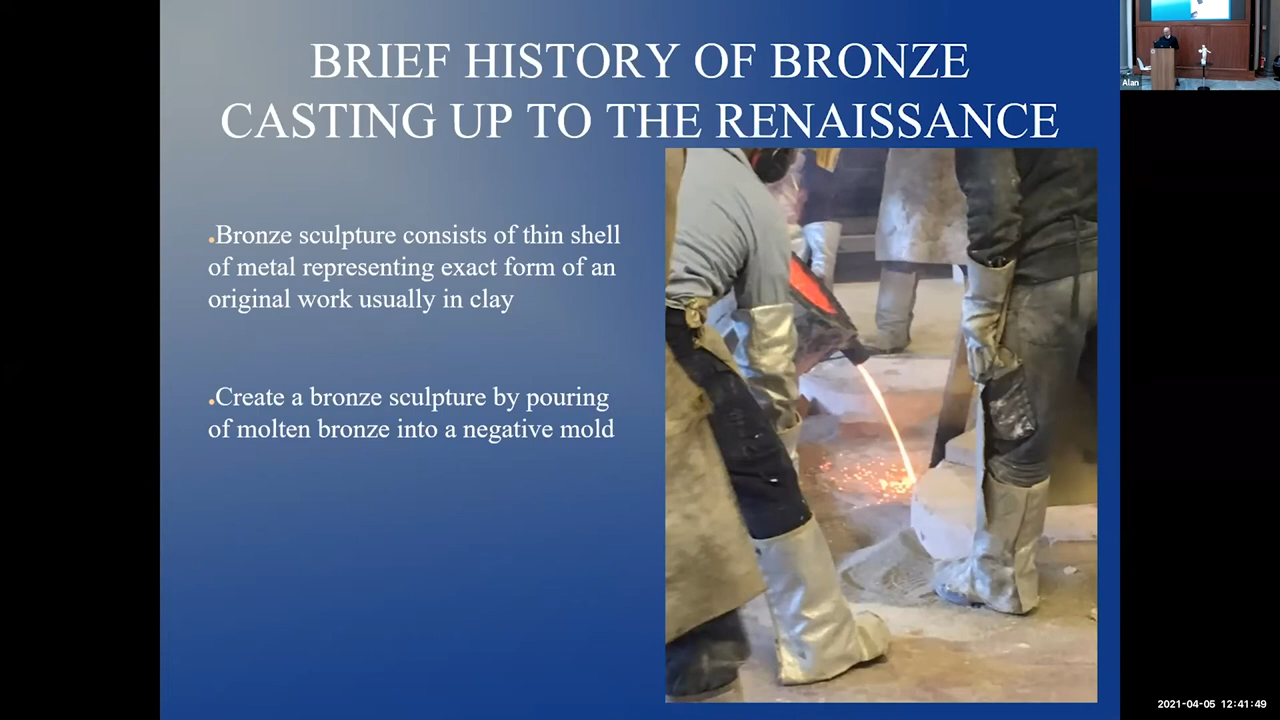 BRIEF HISTORY OF BRONZE
CASTING UP TO THE RENAISSANCE
.Bronze sculpture consists of thin shell
of metal representing exact form of an
original work usually in clay
.Create a bronze sculpture by pouring
of molten bronze into a negative mold
Alan
2021-04-05 12:41:49